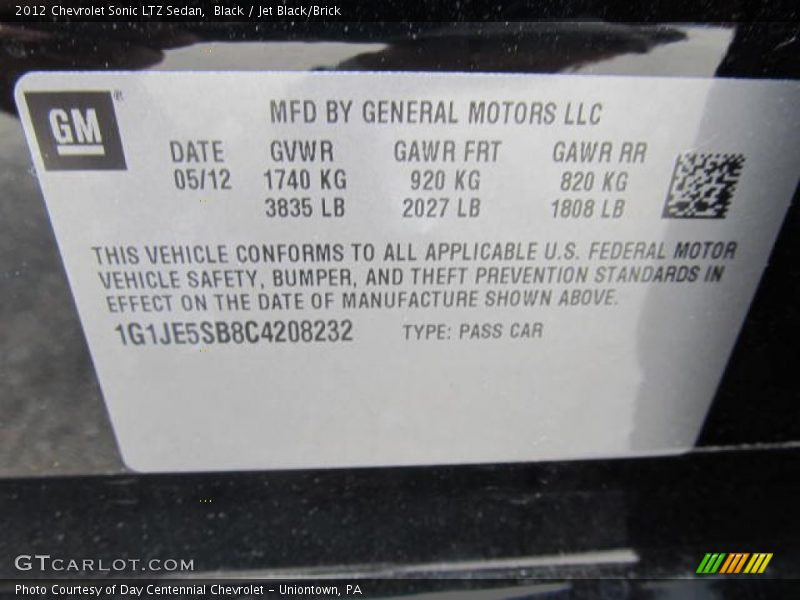 2012 Chevrolet Sonic LTZ Sedan, Black / Jet Black/Brick
GM ®
MFD BY GENERAL MOTORS LLC
DATE GVWR GAWR FRT GAWR RR
05/12 1740 KG 920 KG 820 KG
3835 LB 2027 LB 1808 LB
THIS VEHICLE CONFORMS TO ALL APPLICABLE U.S. FEDERAL MOTOR
VEHICLE SAFETY, BUMPER, AND THEFT PREVENTION STANDARDS IN
EFFECT ON THE DATE OF MANUFACTURE SHOWN ABOVE.
1G1JE5SB8C4208232 TYPE: PASS CAR
GTCARLOT.COM
Photo Courtesy of Day Centennial Chevrolet - Uniontown, PA